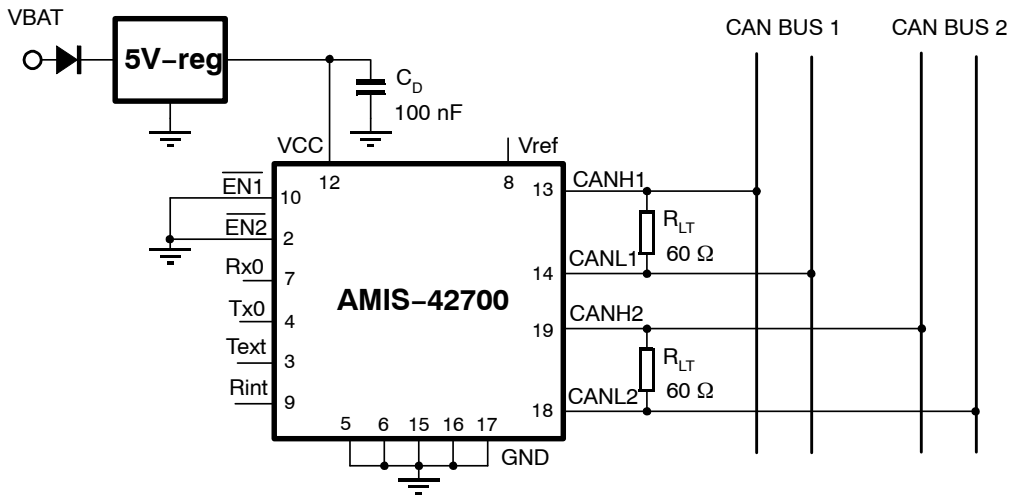 VBAT
CAN BUS 1
CAN BUS 2
5V−reg
C_D
100 nF
VCC
Vref
12
8
EN1
10
13
CANH1
R_LT
60 Ω
EN2
2
Rx0
7
14
CANL1
AMIS−42700
Tx0
4
19
CANH2
Text
3
R_LT
60 Ω
Rint
9
18
CANL2
5 6 15 16 17
GND